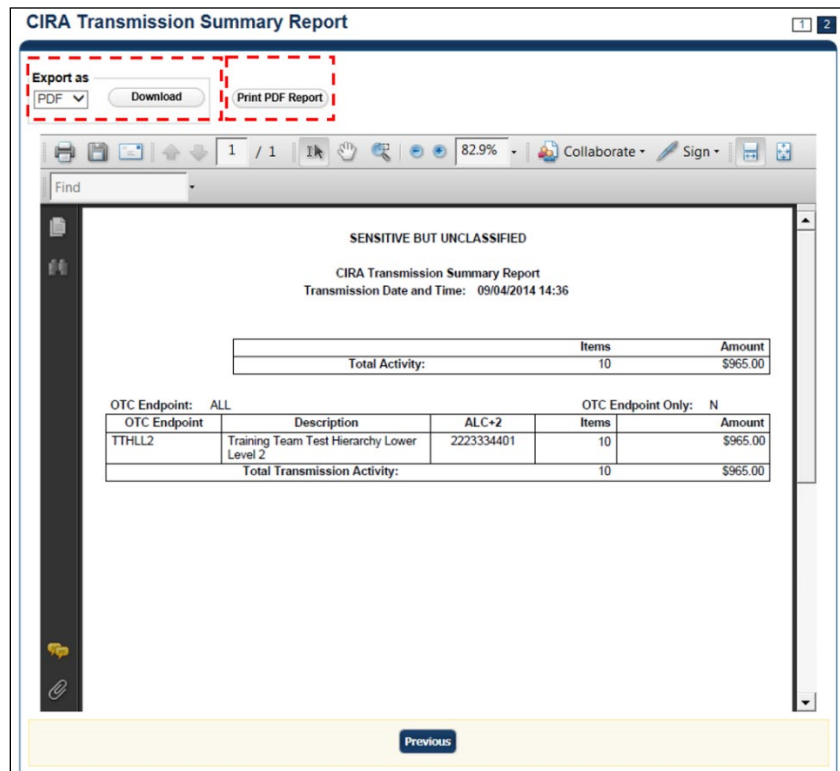 CIRA Transmission Summary Report
1 2
Export as
PDF Download Print PDF Report
1 / 1 82.9% Collaborate Sign
Find
SENSITIVE BUT UNCLASSIFIED
CIRA Transmission Summary Report
Transmission Date and Time: 09/04/2014 14:36
Items Amount
Total Activity: 10 $965.00
OTC Endpoint: ALL OTC Endpoint Only: N
OTC Endpoint Description ALC+2 Items Amount
TTHLL2 Training Team Test Hierarchy Lower 2223334401 10 $965.00
Level 2
Total Transmission Activity: 10 $965.00
Previous